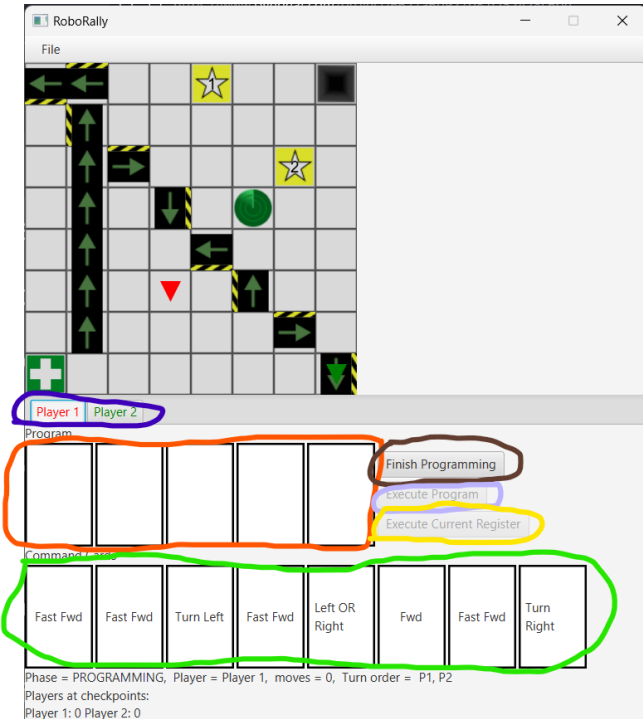 RoboRally
File
1
2
Player 1 Player 2
Program
Finish Programming
Execute Program
Execute Current Register
Command Cards
Fast Fwd Fast Fwd Turn Left Fast Fwd Left OR Right Fwd Fast Fwd Turn Right
Phase = PROGRAMMING, Player = Player 1, moves = 0, Turn order = P1, P2
Players at checkpoints:
Player 1: 0 Player 2: 0